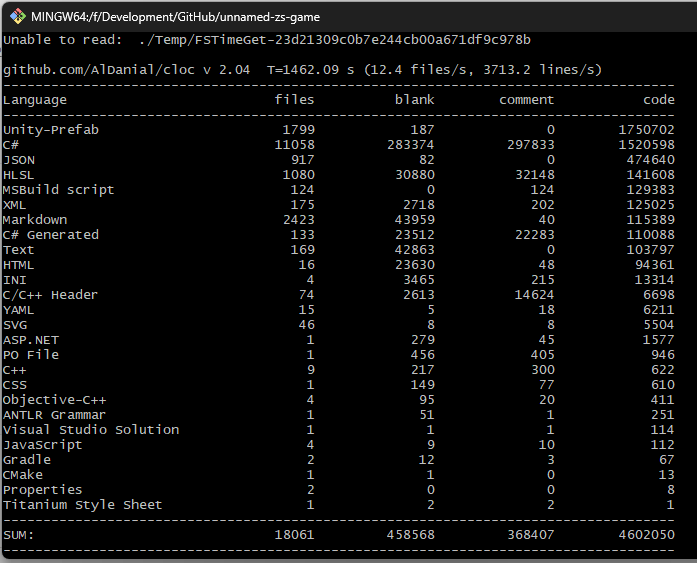 MINGW64:/f/Development/GitHub/unnamed-zs-game
Unable to read:  ./Temp/FSTimeGet-23d21309c0b7e244cb00a671df9c978b
github.com/AlDanial/cloc v 2.04  T=1462.09 s (12.4 files/s, 3713.2 lines/s)
-------------------------------------------------------------------------------
Language                     files          blank        comment           code
-------------------------------------------------------------------------------
Unity-Prefab                  1799            187              0        1750702
C#                           11058         283374         297833        1520598
JSON                           917             82              0         474640
HLSL                          1080          30880          32148         141608
MSBuild script                 124              0            124         129383
XML                            175           2718            202         125025
Markdown                      2423          43959             40         115389
C# Generated                   133          23512          22283         110088
Text                           169          42863              0         103797
HTML                            16          23630             48          94361
INI                              4           3465            215          13314
C/C++ Header                    74           2613          14624           6698
YAML                            15              5             18           6211
SVG                             46              8              8           5504
ASP.NET                          1            279             45           1577
PO File                          1            456            405            946
C++                              9            217            300            622
CSS                              1            149             77            610
Objective-C++                    4             95             20            411
ANTLR Grammar                    1             51              1            251
Visual Studio Solution           1              1              1            114
JavaScript                       4              9             10            112
Gradle                           2             12              3             67
CMake                            1              1              0             13
Properties                       2              0              0              8
Titanium Style Sheet             1              2              2              1
-------------------------------------------------------------------------------
SUM:                         18061         458568         368407        4602050
-------------------------------------------------------------------------------